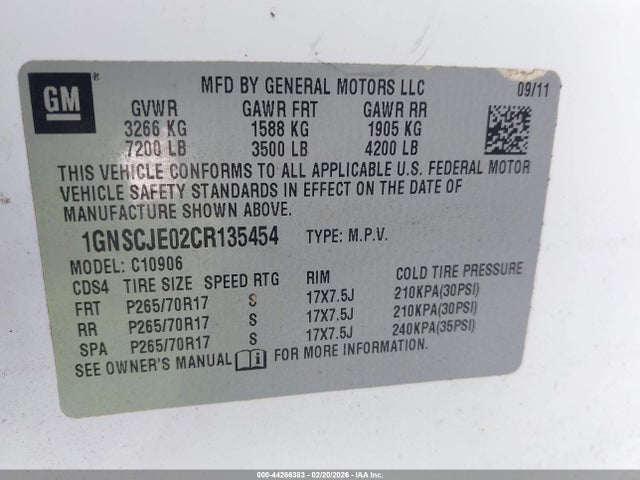 GM ® MFD BY GENERAL MOTORS LLC 09/11
GVWR GAWR FRT GAWR RR
3266 KG 1588 KG 1905 KG
7200 LB 3500 LB 4200 LB
THIS VEHICLE CONFORMS TO ALL APPLICABLE U.S. FEDERAL MOTOR
VEHICLE SAFETY STANDARDS IN EFFECT ON THE DATE OF
MANUFACTURE SHOWN ABOVE.
1GNSCJE02CR135454 TYPE: M.P.V.
MODEL: C10906
CDS4 TIRE SIZE SPEED RTG RIM COLD TIRE PRESSURE
FRT P265/70R17 S 17X7.5J 210KPA(30PSI)
RR P265/70R17 S 17X7.5J 210KPA(30PSI)
SPA P265/70R17 S 17X7.5J 240KPA(35PSI)
SEE OWNER'S MANUAL FOR MORE INFORMATION.
000-44266383 | 02/20/2026 - IAA Inc.